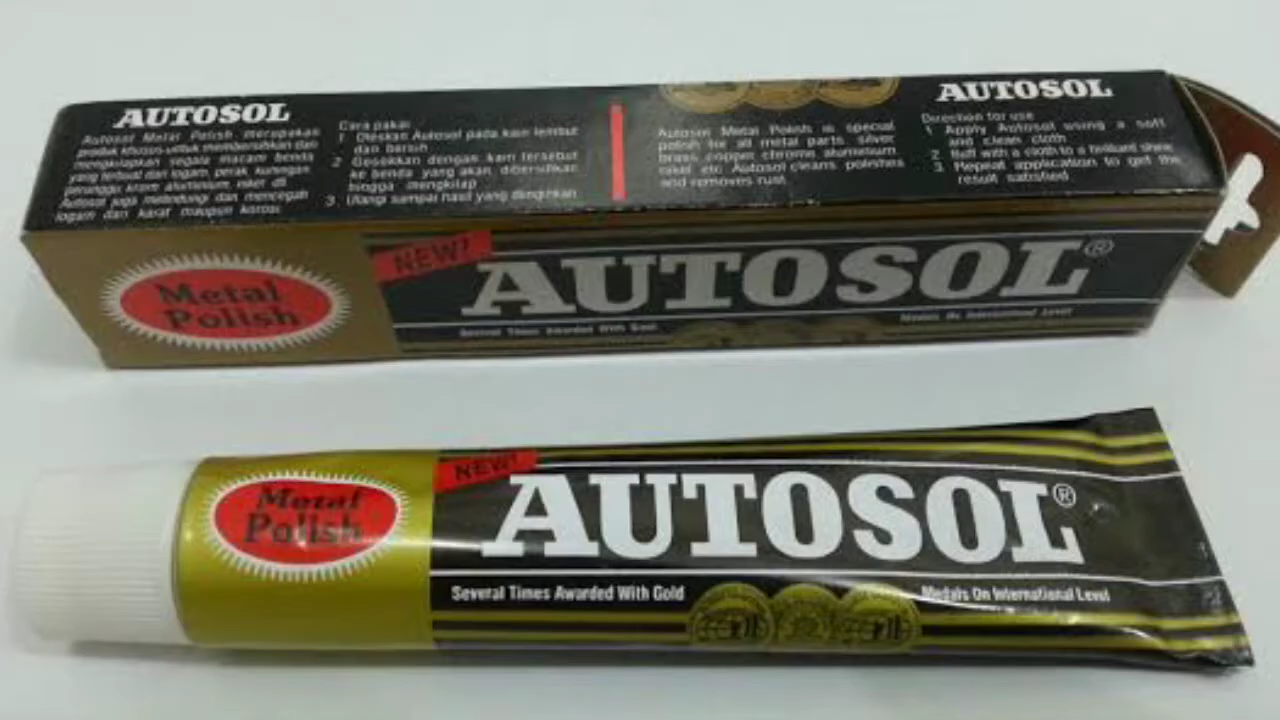 AUTOSOL
Autosol Metal Polish merupakan
produk khusus untuk membersihkan dan
mengkilapkan segala macam benda
yang terbuat dari logam, perak, kuningan
perunggu, krom, aluminium, nikel dll
Autosol juga melindungi dan mencegah
logam dari karat maupun korosi
Cara pakai
1 Oleskan Autosol pada kain lembut
dan bersih
2 Gosokkan dengan kain tersebut
ke benda yang akan dibersihkan
hingga mengkilap
3. Ulangi sampai hasil yang diinginkan
Autosol Metal Polish is special
polish for all metal parts, silver
brass, copper, chrome, aluminium
nikel etc. Autosol cleans, polishes
and removes rust
AUTOSOL
Direction for use
1 Apply Autosol using a soft
and clean cloth
2 Buff with a cloth to a brilliant shine
3 Repeat application to get the
result satisfied
Metal
Polish
NEW!
AUTOSOL®
Several Times Awarded With Gold
Medals On International Level
Metal
Polish
NEW!
AUTOSOL®
Several Times Awarded With Gold
Medals On International Level